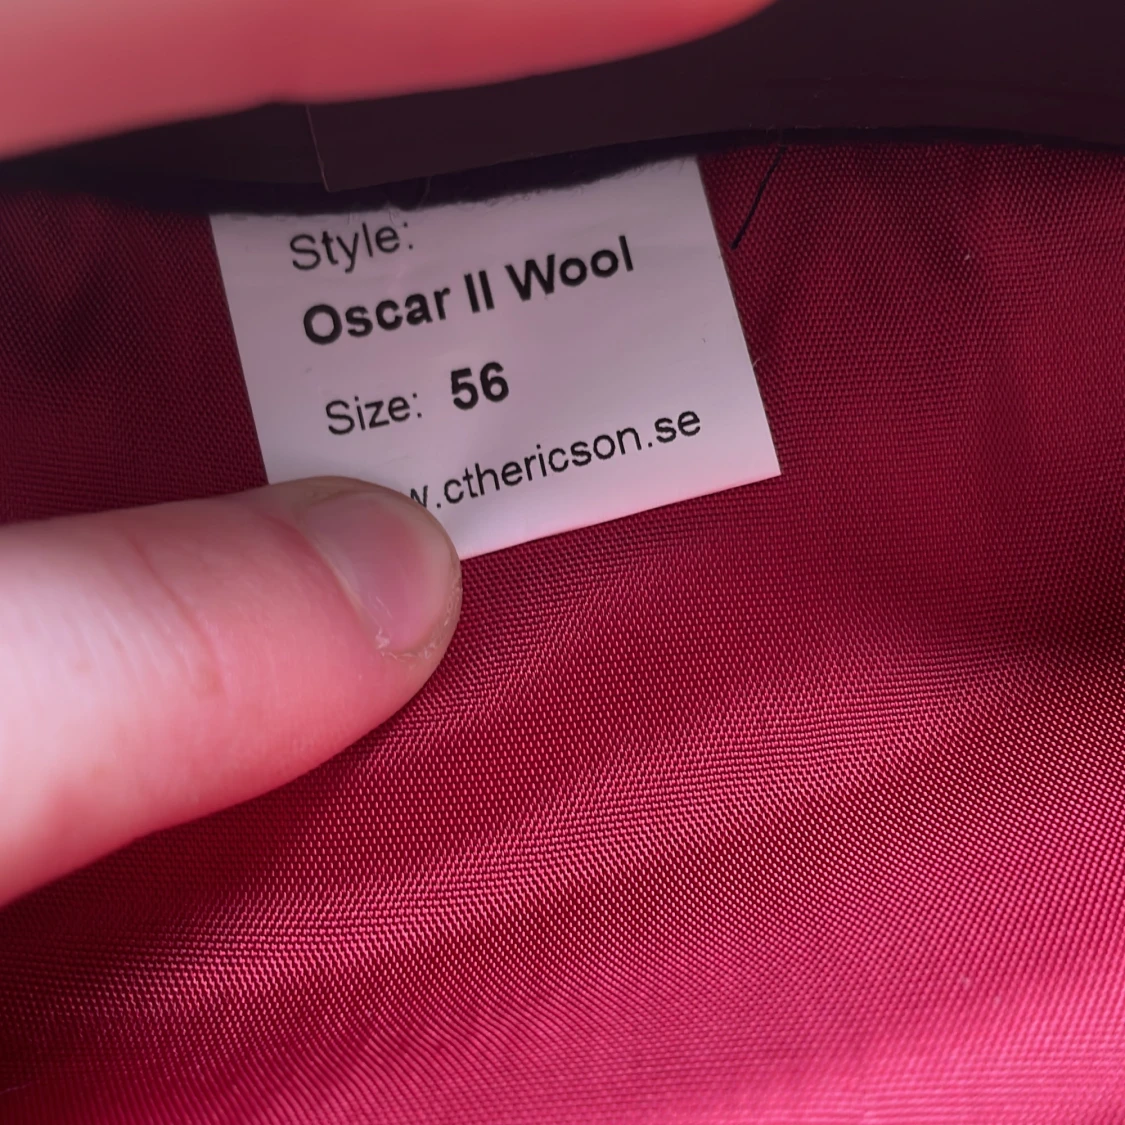 Style:
Oscar II Wool
Size: 56
w.cthericson.se